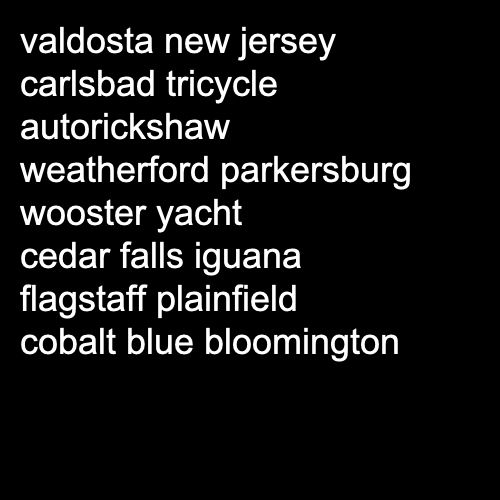 valdosta new jersey
carlsbad tricycle
autorickshaw
weatherford parkersburg
wooster yacht
cedar falls iguana
flagstaff plainfield
cobalt blue bloomington